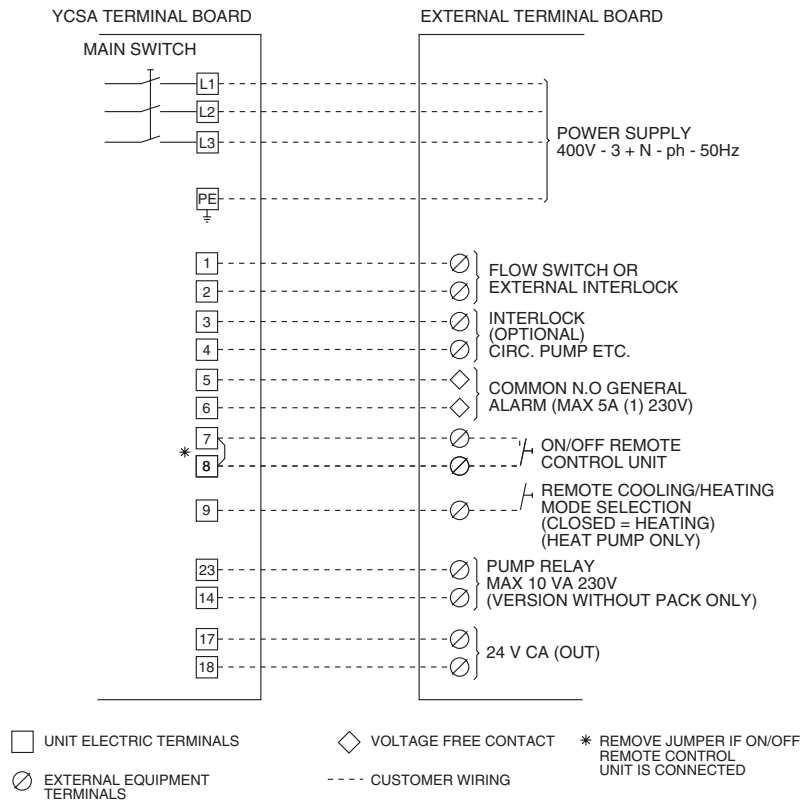 YCSA TERMINAL BOARD
EXTERNAL TERMINAL BOARD
MAIN SWITCH
L1
L2
L3
POWER SUPPLY
400V - 3 + N - ph - 50Hz
PE
1
2
FLOW SWITCH OR
EXTERNAL INTERLOCK
3
4
INTERLOCK
(OPTIONAL)
CIRC. PUMP ETC.
5
6
COMMON N.O GENERAL
ALARM (MAX 5A (1) 230V)
7
* 8
ON/OFF REMOTE
CONTROL UNIT
9
REMOTE COOLING/HEATING
MODE SELECTION
(CLOSED = HEATING)
(HEAT PUMP ONLY)
23
14
PUMP RELAY
MAX 10 VA 230V
(VERSION WITHOUT PACK ONLY)
17
18
24 V CA (OUT)
UNIT ELECTRIC TERMINALS
EXTERNAL EQUIPMENT
TERMINALS
VOLTAGE FREE CONTACT
CUSTOMER WIRING
* REMOVE JUMPER IF ON/OFF
REMOTE CONTROL
UNIT IS CONNECTED